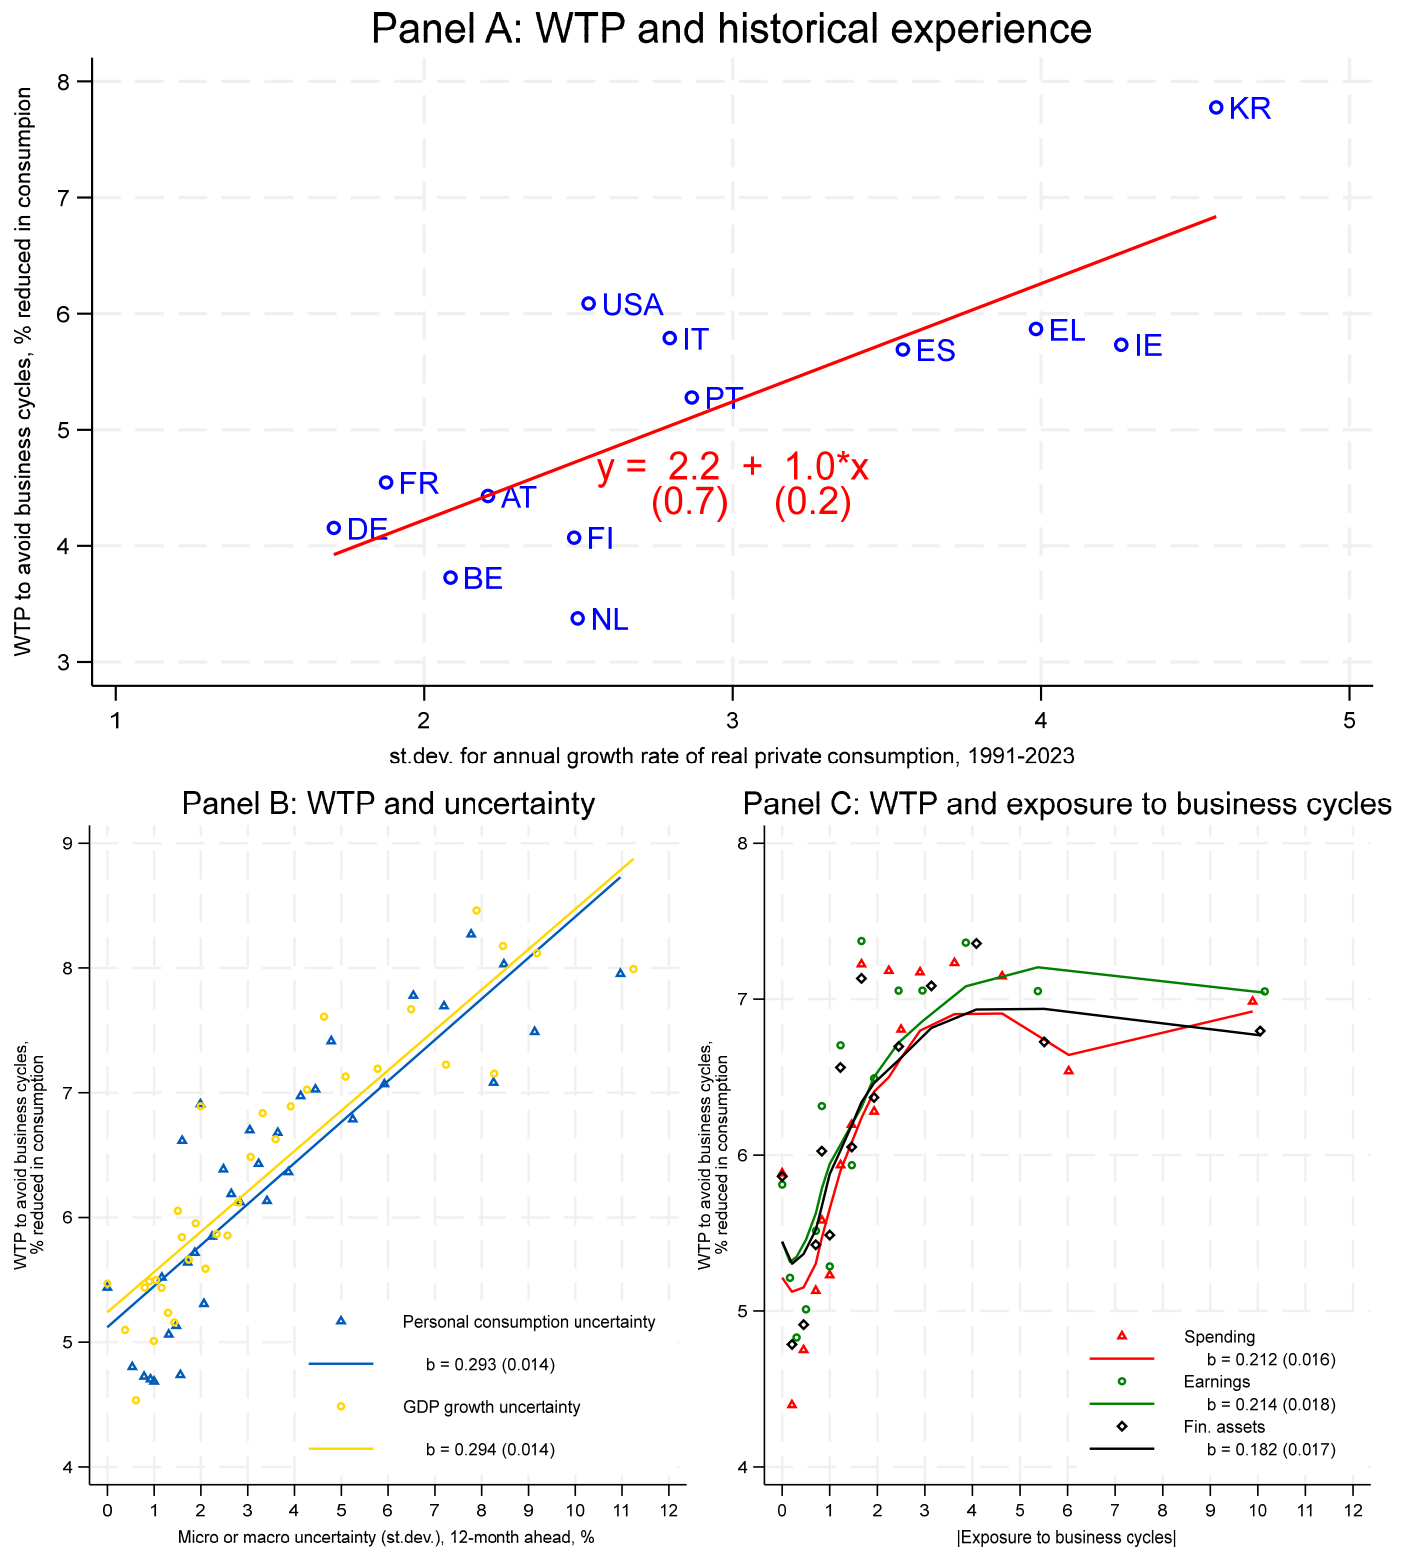 Panel A: WTP and historical experience
WTP to avoid business cycles, % reduced in consumpion
8
7
6
5
4
3
KR
USA
IT
ES
EL
IE
PT
FR
AT
DE
FI
BE
NL
y = 2.2 + 1.0*x
(0.7) (0.2)
1 2 3 4 5
st.dev. for annual growth rate of real private consumption, 1991-2023
Panel B: WTP and uncertainty
WTP to avoid business cycles,
% reduced in consumption
9
8
7
6
5
4
Personal consumption uncertainty
b = 0.293 (0.014)
GDP growth uncertainty
b = 0.294 (0.014)
0 1 2 3 4 5 6 7 8 9 10 11 12
Micro or macro uncertainty (st.dev.), 12-month ahead, %
Panel C: WTP and exposure to business cycles
WTP to avoid business cycles,
% reduced in consumption
8
7
6
5
4
Spending
b = 0.212 (0.016)
Earnings
b = 0.214 (0.018)
Fin. assets
b = 0.182 (0.017)
0 1 2 3 4 5 6 7 8 9 10 11 12
|Exposure to business cycles|